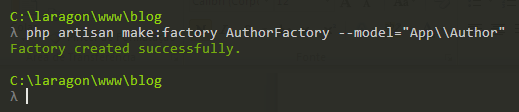 C:\laragon\www\blog
λ php artisan make:factory AuthorFactory --model="App\\Author"
Factory created successfully.
C:\laragon\www\blog
λ